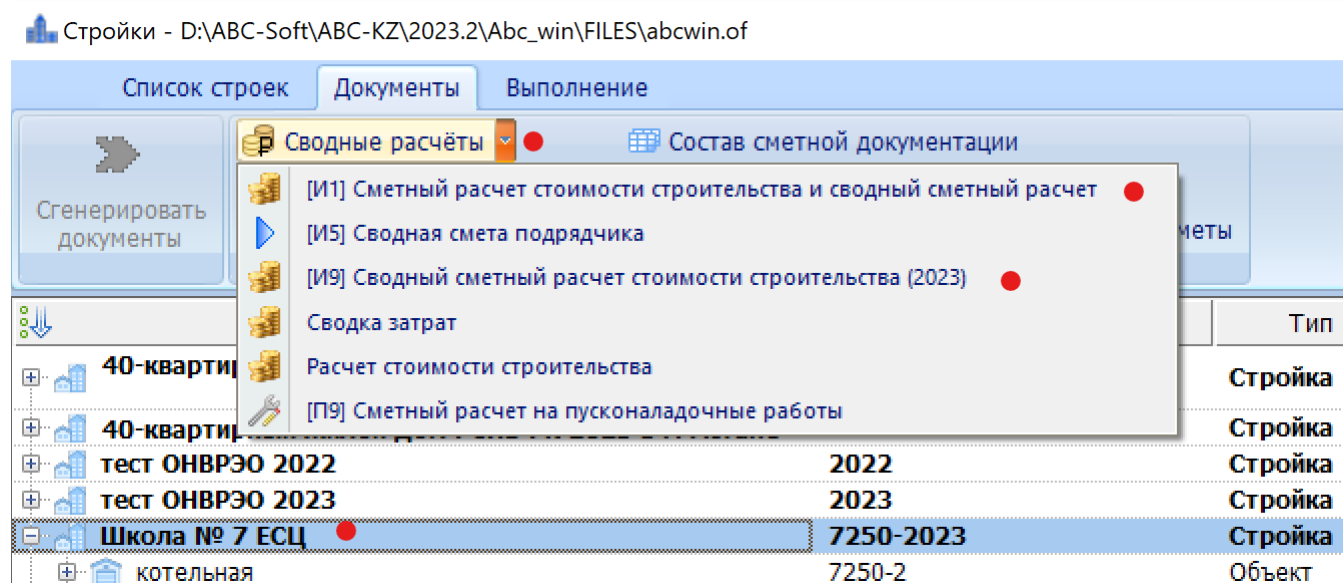 Стройки - D:\ABC-Soft\ABC-KZ\2023.2\Abc_win\FILES\abcwin.of
Список строек Документы Выполнение
Сводные расчёты Состав сметной документации
Сгенерировать
документы
[И1] Сметный расчет стоимости строительства и сводный сметный расчет
[И5] Сводная смета подрядчика
[И9] Сводный сметный расчет стоимости строительства (2023)
Сводка затрат
Расчет стоимости строительства
[П9] Сметный расчет на пусконаладочные работы
Тип
Стройка
Стройка
тест ОНВРЭО 2022 2022 Стройка
тест ОНВРЭО 2023 2023 Стройка
Школа № 7 ЕСЦ 7250-2023 Стройка
котельная 7250-2 Объект